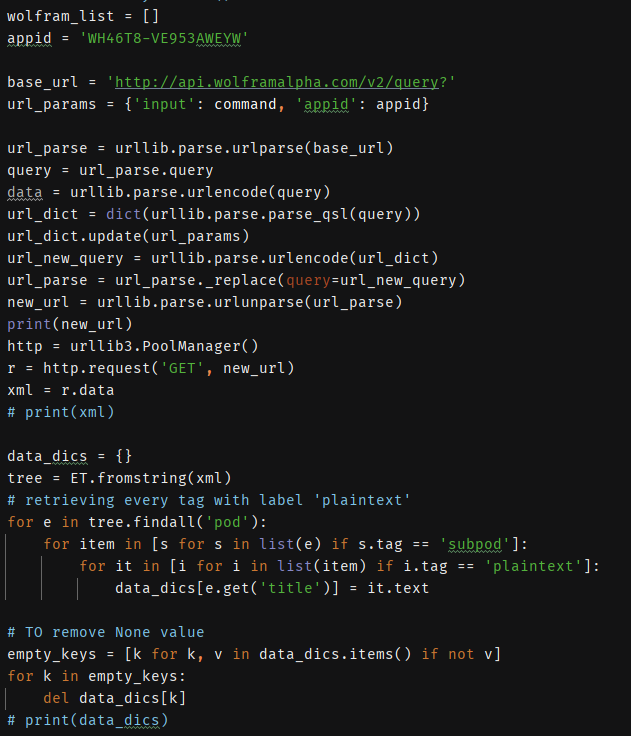 wolfram_list = []
appid = 'WH46T8-VE953AWEYW'

base_url = 'http://api.wolframalpha.com/v2/query?'
url_params = {'input': command, 'appid': appid}

url_parse = urllib.parse.urlparse(base_url)
query = url_parse.query
data = urllib.parse.urlencode(query)
url_dict = dict(urllib.parse.parse_qsl(query))
url_dict.update(url_params)
url_new_query = urllib.parse.urlencode(url_dict)
url_parse = url_parse._replace(query=url_new_query)
new_url = urllib.parse.urlunparse(url_parse)
print(new_url)
http = urllib3.PoolManager()
r = http.request('GET', new_url)
xml = r.data
# print(xml)

data_dics = {}
tree = ET.fromstring(xml)
# retrieving every tag with label 'plaintext'
for e in tree.findall('pod'):
    for item in [s for s in list(e) if s.tag == 'subpod']:
        for it in [i for i in list(item) if i.tag == 'plaintext']:
            data_dics[e.get('title')] = it.text

# TO remove None value
empty_keys = [k for k, v in data_dics.items() if not v]
for k in empty_keys:
    del data_dics[k]
# print(data_dics)